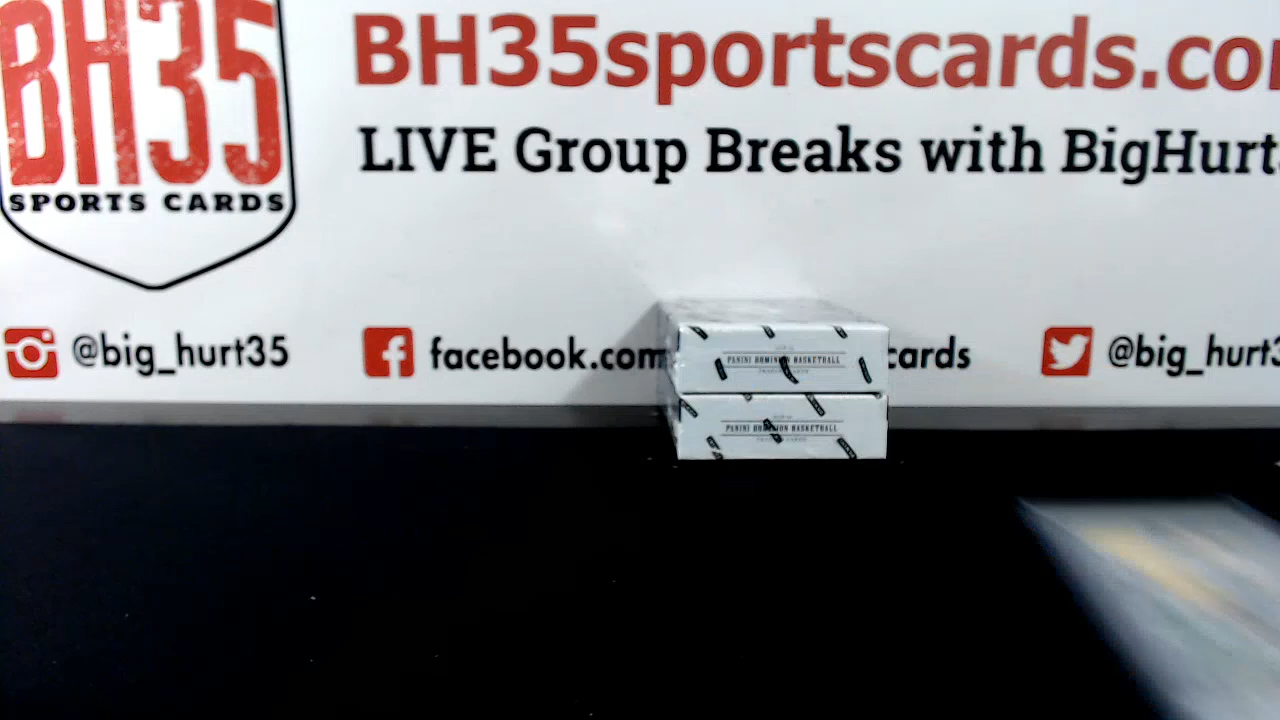 BH35
SPORTS CARDS
BH35sportscards.co
LIVE Group Breaks with BigHurt
@big_hurt35
facebook.com
cards
@big_hurt3
PANINI DOMINION BASKETBALL
PANINI DOMINION BASKETBALL